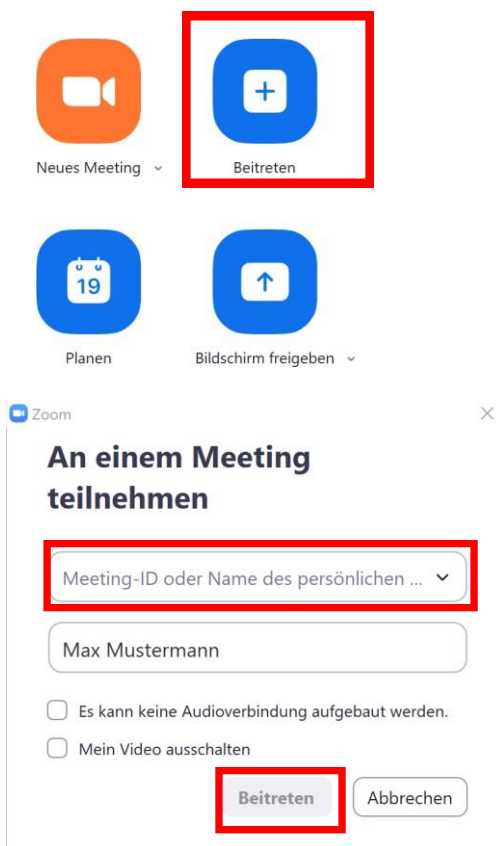 Neues Meeting
Beitreten
19
Planen
Bildschirm freigeben
Zoom
An einem Meeting
teilnehmen
Meeting-ID oder Name des persönlichen ...
Max Mustermann
Es kann keine Audioverbindung aufgebaut werden.
Mein Video ausschalten
Beitreten
Abbrechen